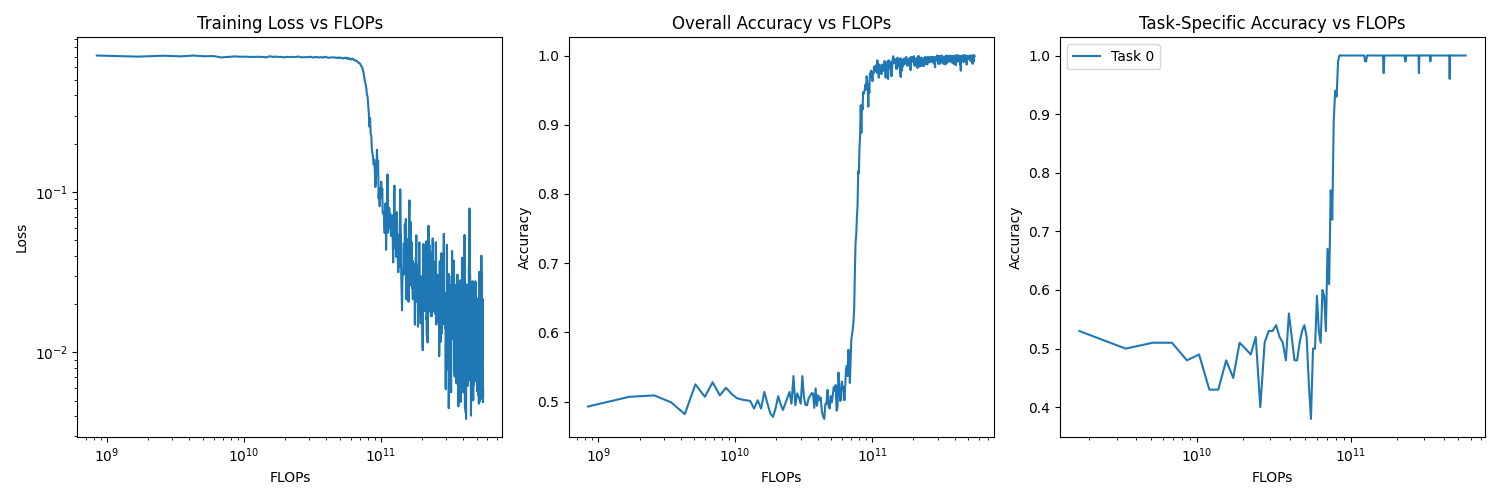 Training Loss vs FLOPs
Loss
10⁻¹
10⁻²
10⁹
10¹⁰
10¹¹
FLOPs
Overall Accuracy vs FLOPs
Accuracy
1.0
0.9
0.8
0.7
0.6
0.5
10⁹
10¹⁰
10¹¹
FLOPs
Task-Specific Accuracy vs FLOPs
Task 0
Accuracy
1.0
0.9
0.8
0.7
0.6
0.5
0.4
10¹⁰
10¹¹
FLOPs